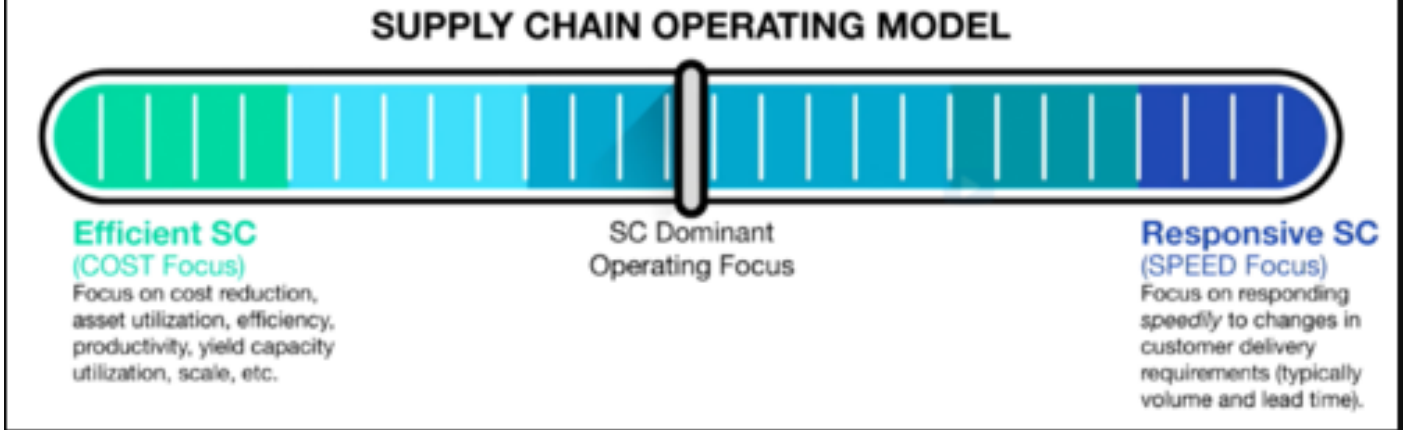 SUPPLY CHAIN OPERATING MODEL
Efficient SC
(COST Focus)
Focus on cost reduction,
asset utilization, efficiency,
productivity, yield capacity
utilization, scale, etc.
SC Dominant
Operating Focus
Responsive SC
(SPEED Focus)
Focus on responding
speedily to changes in
customer delivery
requirements (typically
volume and lead time).